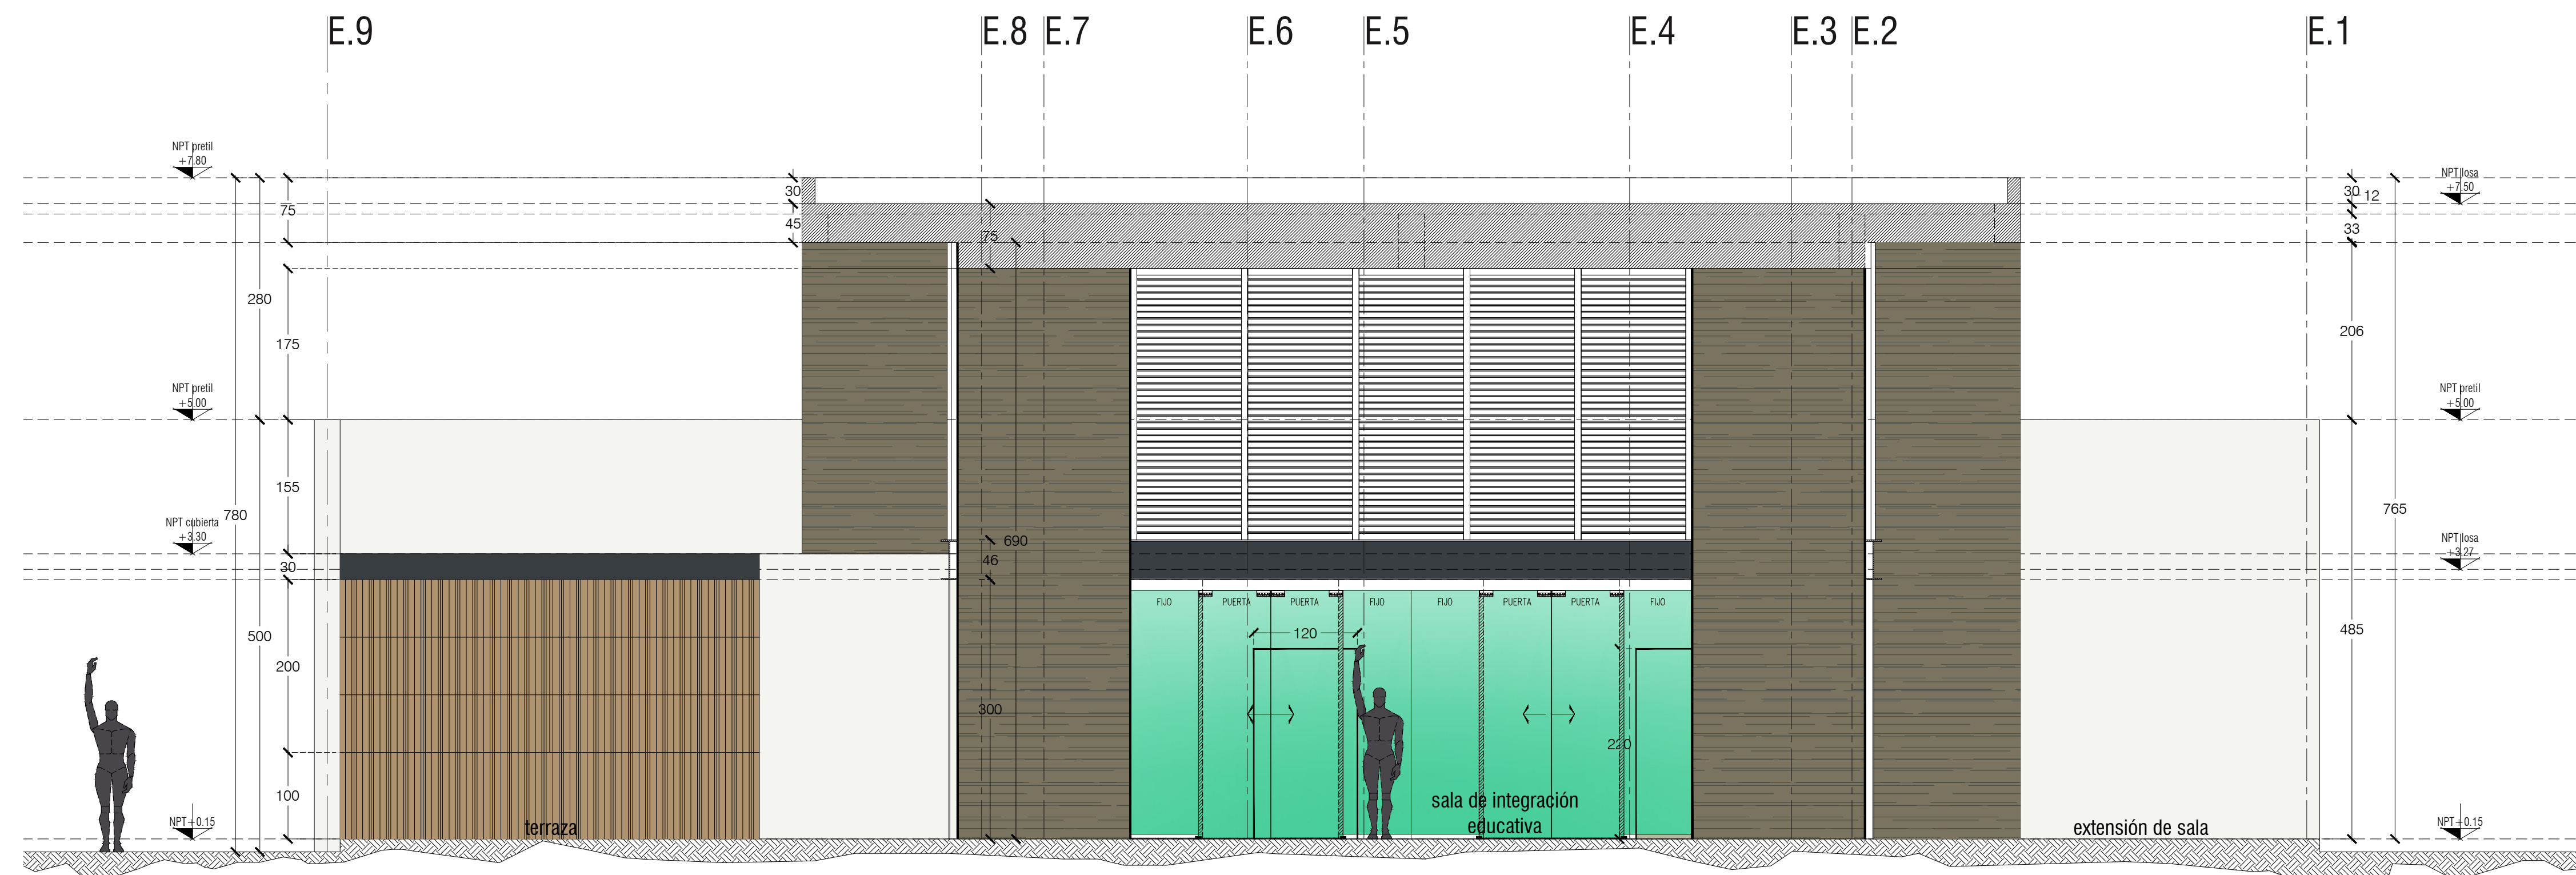 E.9 E.8 E.7 E.6 E.5 E.4 E.3 E.2 E.1
NPT pretil
+7.80
NPT losa
+7.50
30
30 12
75
45
75
33
280
175
206
NPT pretil
+5.00
NPT pretil
+5.00
155
780
765
NPT cubierta
+3.30
NPT losa
+3.27
690
46
30
FIJO PUERTA PUERTA FIJO FIJO PUERTA PUERTA FIJO
120
500
485
200
300
220
100
sala de integración
educativa
NPT+0.15
terraza
extensión de sala
NPT+0.15